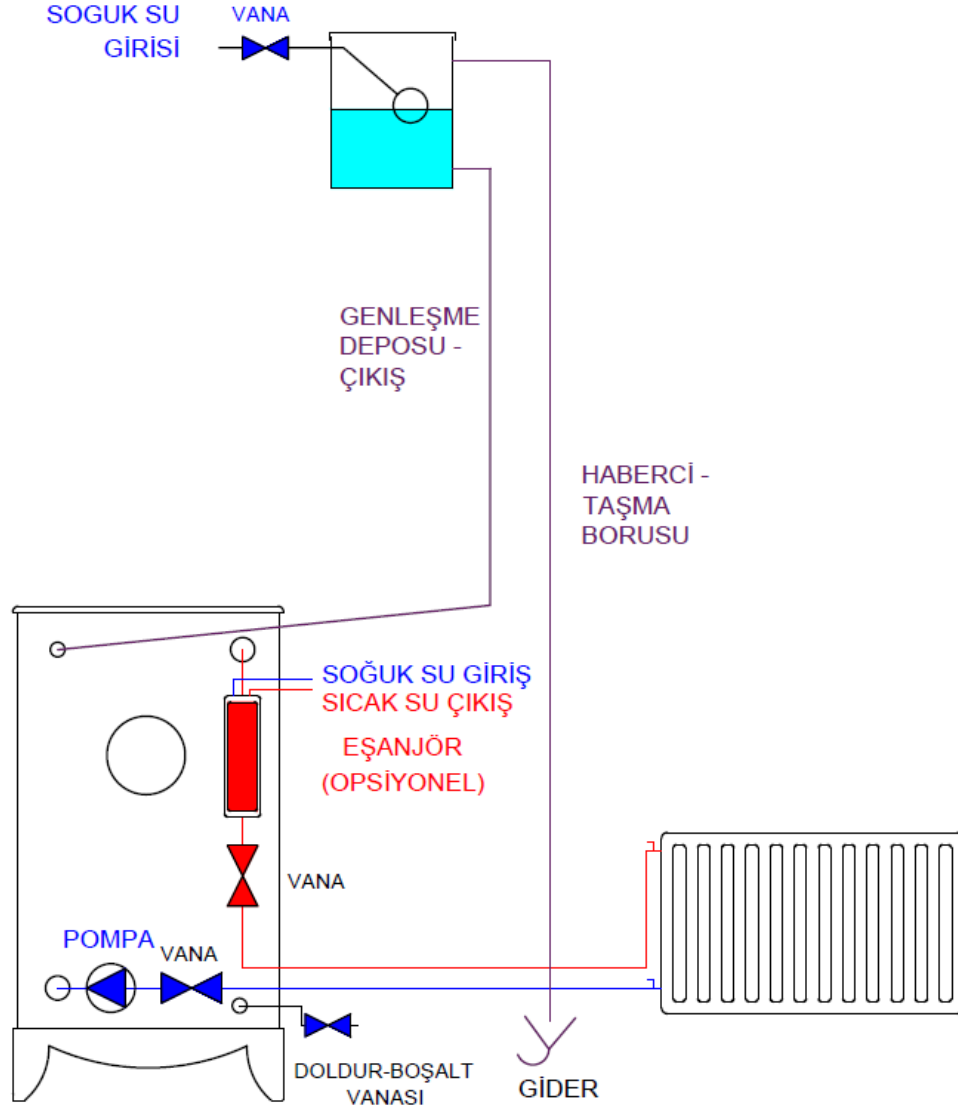 SOGUK SU
GİRİSİ
VANA
GENLEŞME
DEPOSU -
ÇIKIŞ
HABERCİ -
TAŞMA
BORUSU
SOĞUK SU GİRİŞ
SICAK SU ÇIKIŞ
EŞANJÖR
(OPSİYONEL)
VANA
POMPA
VANA
DOLDUR-BOŞALT
VANASI
GİDER